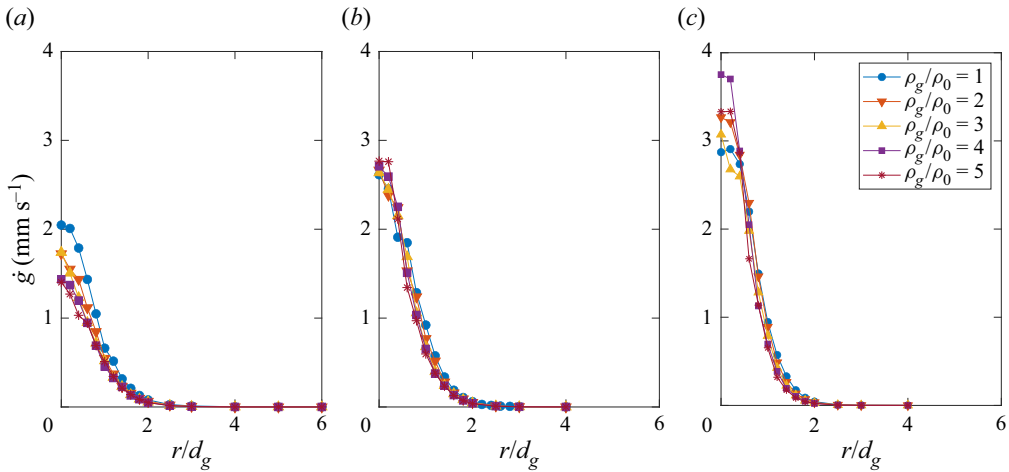 (a)
(b)
(c)
4
3
2
1
0
ġ (mm s⁻¹)
0 2 4 6
r/d_g
4
3
2
1
0 2 4 6
r/d_g
4
3
2
1
0 2 4 6
r/d_g
ρ_g/ρ_0 = 1
ρ_g/ρ_0 = 2
ρ_g/ρ_0 = 3
ρ_g/ρ_0 = 4
ρ_g/ρ_0 = 5